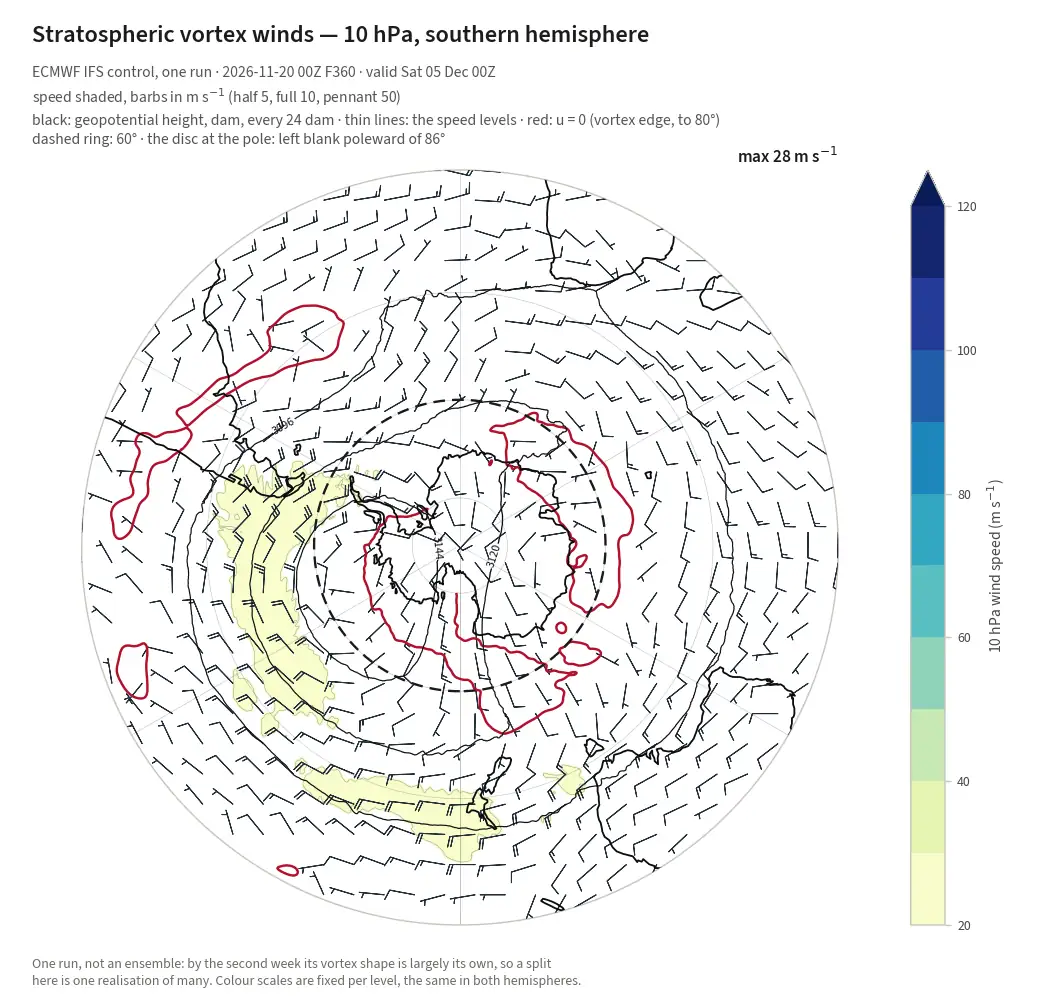 Stratospheric vortex winds — 10 hPa, southern hemisphere
ECMWF IFS control, one run · 2026-11-20 00Z F360 · valid Sat 05 Dec 00Z
speed shaded, barbs in m s⁻¹ (half 5, full 10, pennant 50)
black: geopotential height, dam, every 24 dam · thin lines: the speed levels · red: u = 0 (vortex edge, to 80°)
dashed ring: 60° · the disc at the pole: left blank poleward of 86°
max 28 m s⁻¹
120
100
80
60
40
20
10 hPa wind speed (m s⁻¹)
3096
3144
3120
One run, not an ensemble: by the second week its vortex shape is largely its own, so a split
here is one realisation of many. Colour scales are fixed per level, the same in both hemispheres.